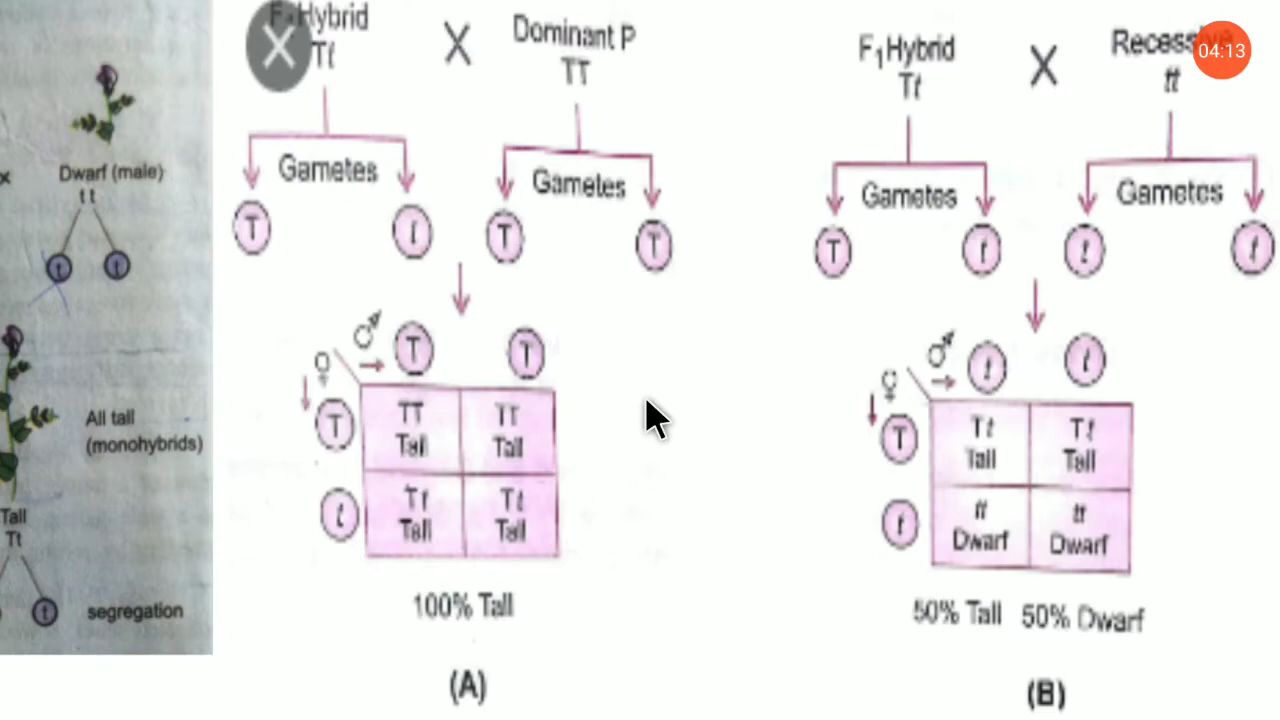 Dwarf (male)
x
t t
t t
All tall
(monohybrids)
Tall
Tt
t
segregation
F1 Hybrid
Tt
X
Dominant P
TT
Gametes
Gametes
T t T T
♂ T T
♀
T
TT
Tall
TT
Tall
t
Tt
Tall
Tt
Tall
100% Tall
(A)
F1 Hybrid
Tt
X
tt
04:13
Gametes
Gametes
T t t t
♂ t t
♀
T
Tt
Tall
Tt
Tall
t
tt
Dwarf
tt
Dwarf
50% Tall 50% Dwarf
(B)